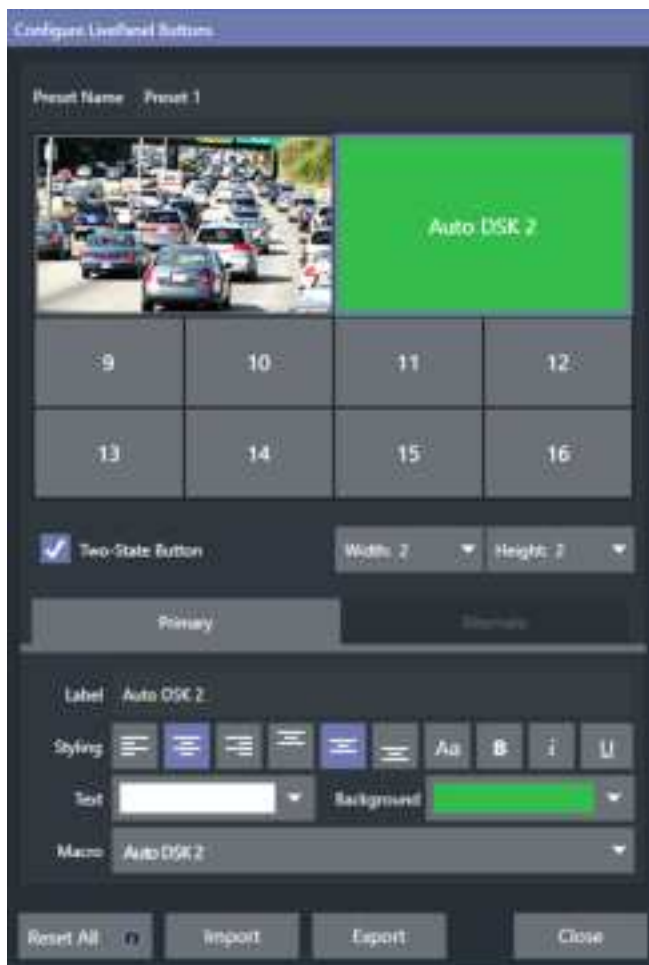 Configure LivePanel Buttons
Preset Name Preset 1
Auto DSK 2
9 10 11 12
13 14 15 16
Two-State Button Width: 2 Height: 2
Primary Alternate
Label Auto DSK 2
Styling Aa B i U
Text Background
Macro Auto DSK 2
Reset All Import Export Close